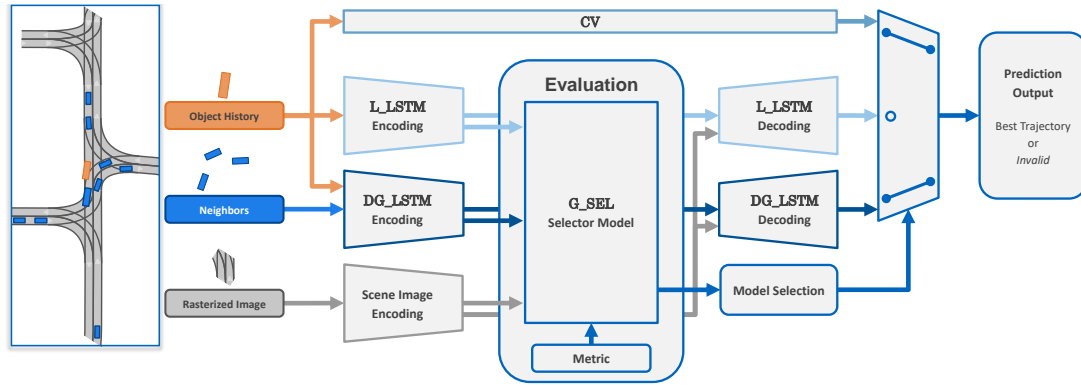 CV
Evaluation
Object History
L_LSTM
Encoding
L_LSTM
Decoding
Prediction
Output
Best Trajectory
or
Invalid
Neighbors
DG_LSTM
Encoding
G_SEL
Selector Model
DG_LSTM
Decoding
Rasterized Image
Scene Image
Encoding
Model Selection
Metric